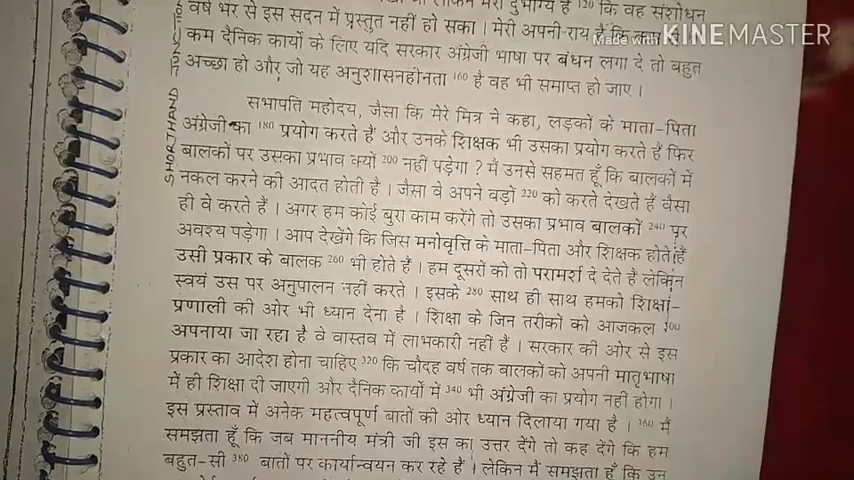 मेरा दुर्भाग्य है 120 कि वह संशोधन
वर्ष भर से इस सदन में प्रस्तुत नहीं हो सका । मेरी अपनी राय है कि कम से
Made with KINEMASTER
कम दैनिक कार्यो के लिए यदि सरकार अंग्रेजी भाषा पर बंधन लगा दे तो बहुत
अच्छा हो और जो यह अनुशासनहीनता 160 है वह भी समाप्त हो जाए ।
SHORTHAND
सभापति महोदय, जैसा कि मेरे मित्र ने कहा, लड़कों के माता-पिता
अंग्रेजी का 180 प्रयोग करते हैं और उनके शिक्षक भी उसका प्रयोग करते हैं फिर
बालकों पर उसका प्रभाव क्यों 200 नहीं पड़ेगा ? मैं उनसे सहमत हूँ कि बालकों में
नकल करने की आदत होती है । जैसा वे अपने बड़ों 220 को करते देखते हैं वैसा
ही वे करते हैं । अगर हम कोई बुरा काम करेंगे तो उसका प्रभाव बालकों 240 पर
अवश्य पड़ेगा । आप देखेंगे कि जिस मनोवृत्ति के माता-पिता और शिक्षक होते हैं
उसी प्रकार के बालक 260 भी होते हैं । हम दूसरों को तो परामर्श दे देते हैं लेकिन
स्वयं उस पर अनुपालन नहीं करते । इसके 280 साथ ही साथ हमको शिक्षा-
प्रणाली की ओर भी ध्यान देना है । शिक्षा के जिन तरीकों को आजकल 300
अपनाया जा रहा है वे वास्तव में लाभकारी नहीं हैं । सरकार की ओर से इस
प्रकार का आदेश होना चाहिए 320 कि चौदह वर्ष तक बालकों को अपनी मातृभाषा
में ही शिक्षा दी जाएगी और दैनिक कार्यो में 340 भी अंग्रेजी का प्रयोग नहीं होगा ।
इस प्रस्ताव में अनेक महत्वपूर्ण बातों की ओर ध्यान दिलाया गया है । 360 मैं
समझता हूँ कि जब माननीय मंत्री जी इस का उत्तर देंगे तो कह देंगे कि हम
बहुत-सी 380 बातों पर कार्यान्वयन कर रहे हैं । लेकिन मैं समझता हूँ कि उन